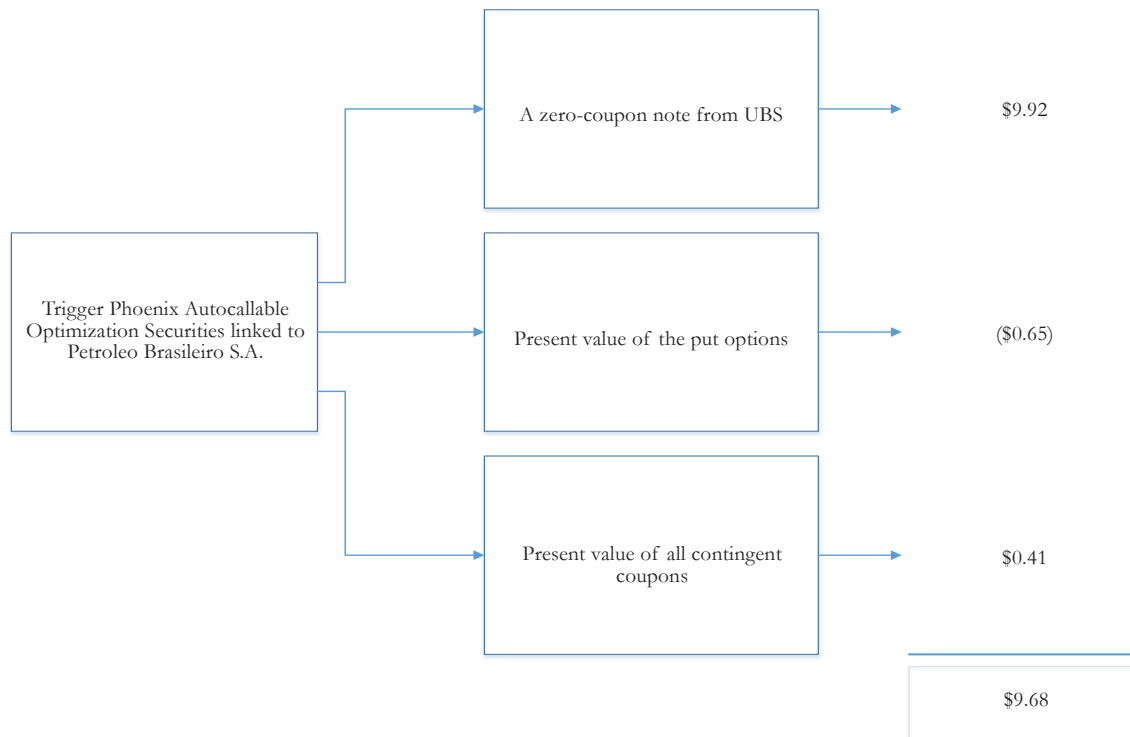 A zero-coupon note from UBS
$9.92
Trigger Phoenix Autocallable
Optimization Securities linked to
Petroleo Brasileiro S.A.
Present value of the put options
($0.65)
Present value of all contingent
coupons
$0.41
$9.68